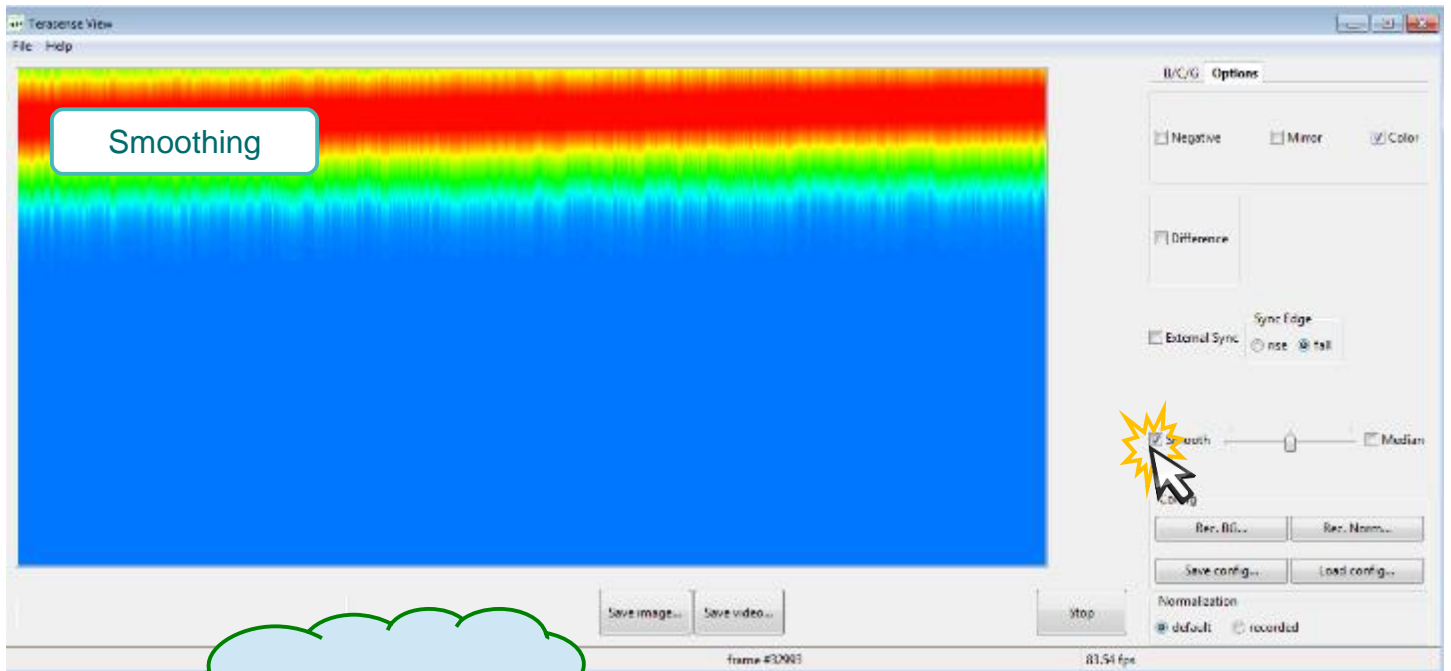 Terasense View
File Help
B/C/G Options
Smoothing
Negative Mirror Color
Difference
Sync Edge
External Sync rise fall
Smooth Median
Config
Rec. BG... Rec. Norm...
Save config... Load config...
Save image... Save video... Stop
Normalization
default recorded
frame #32993 83.54 fps